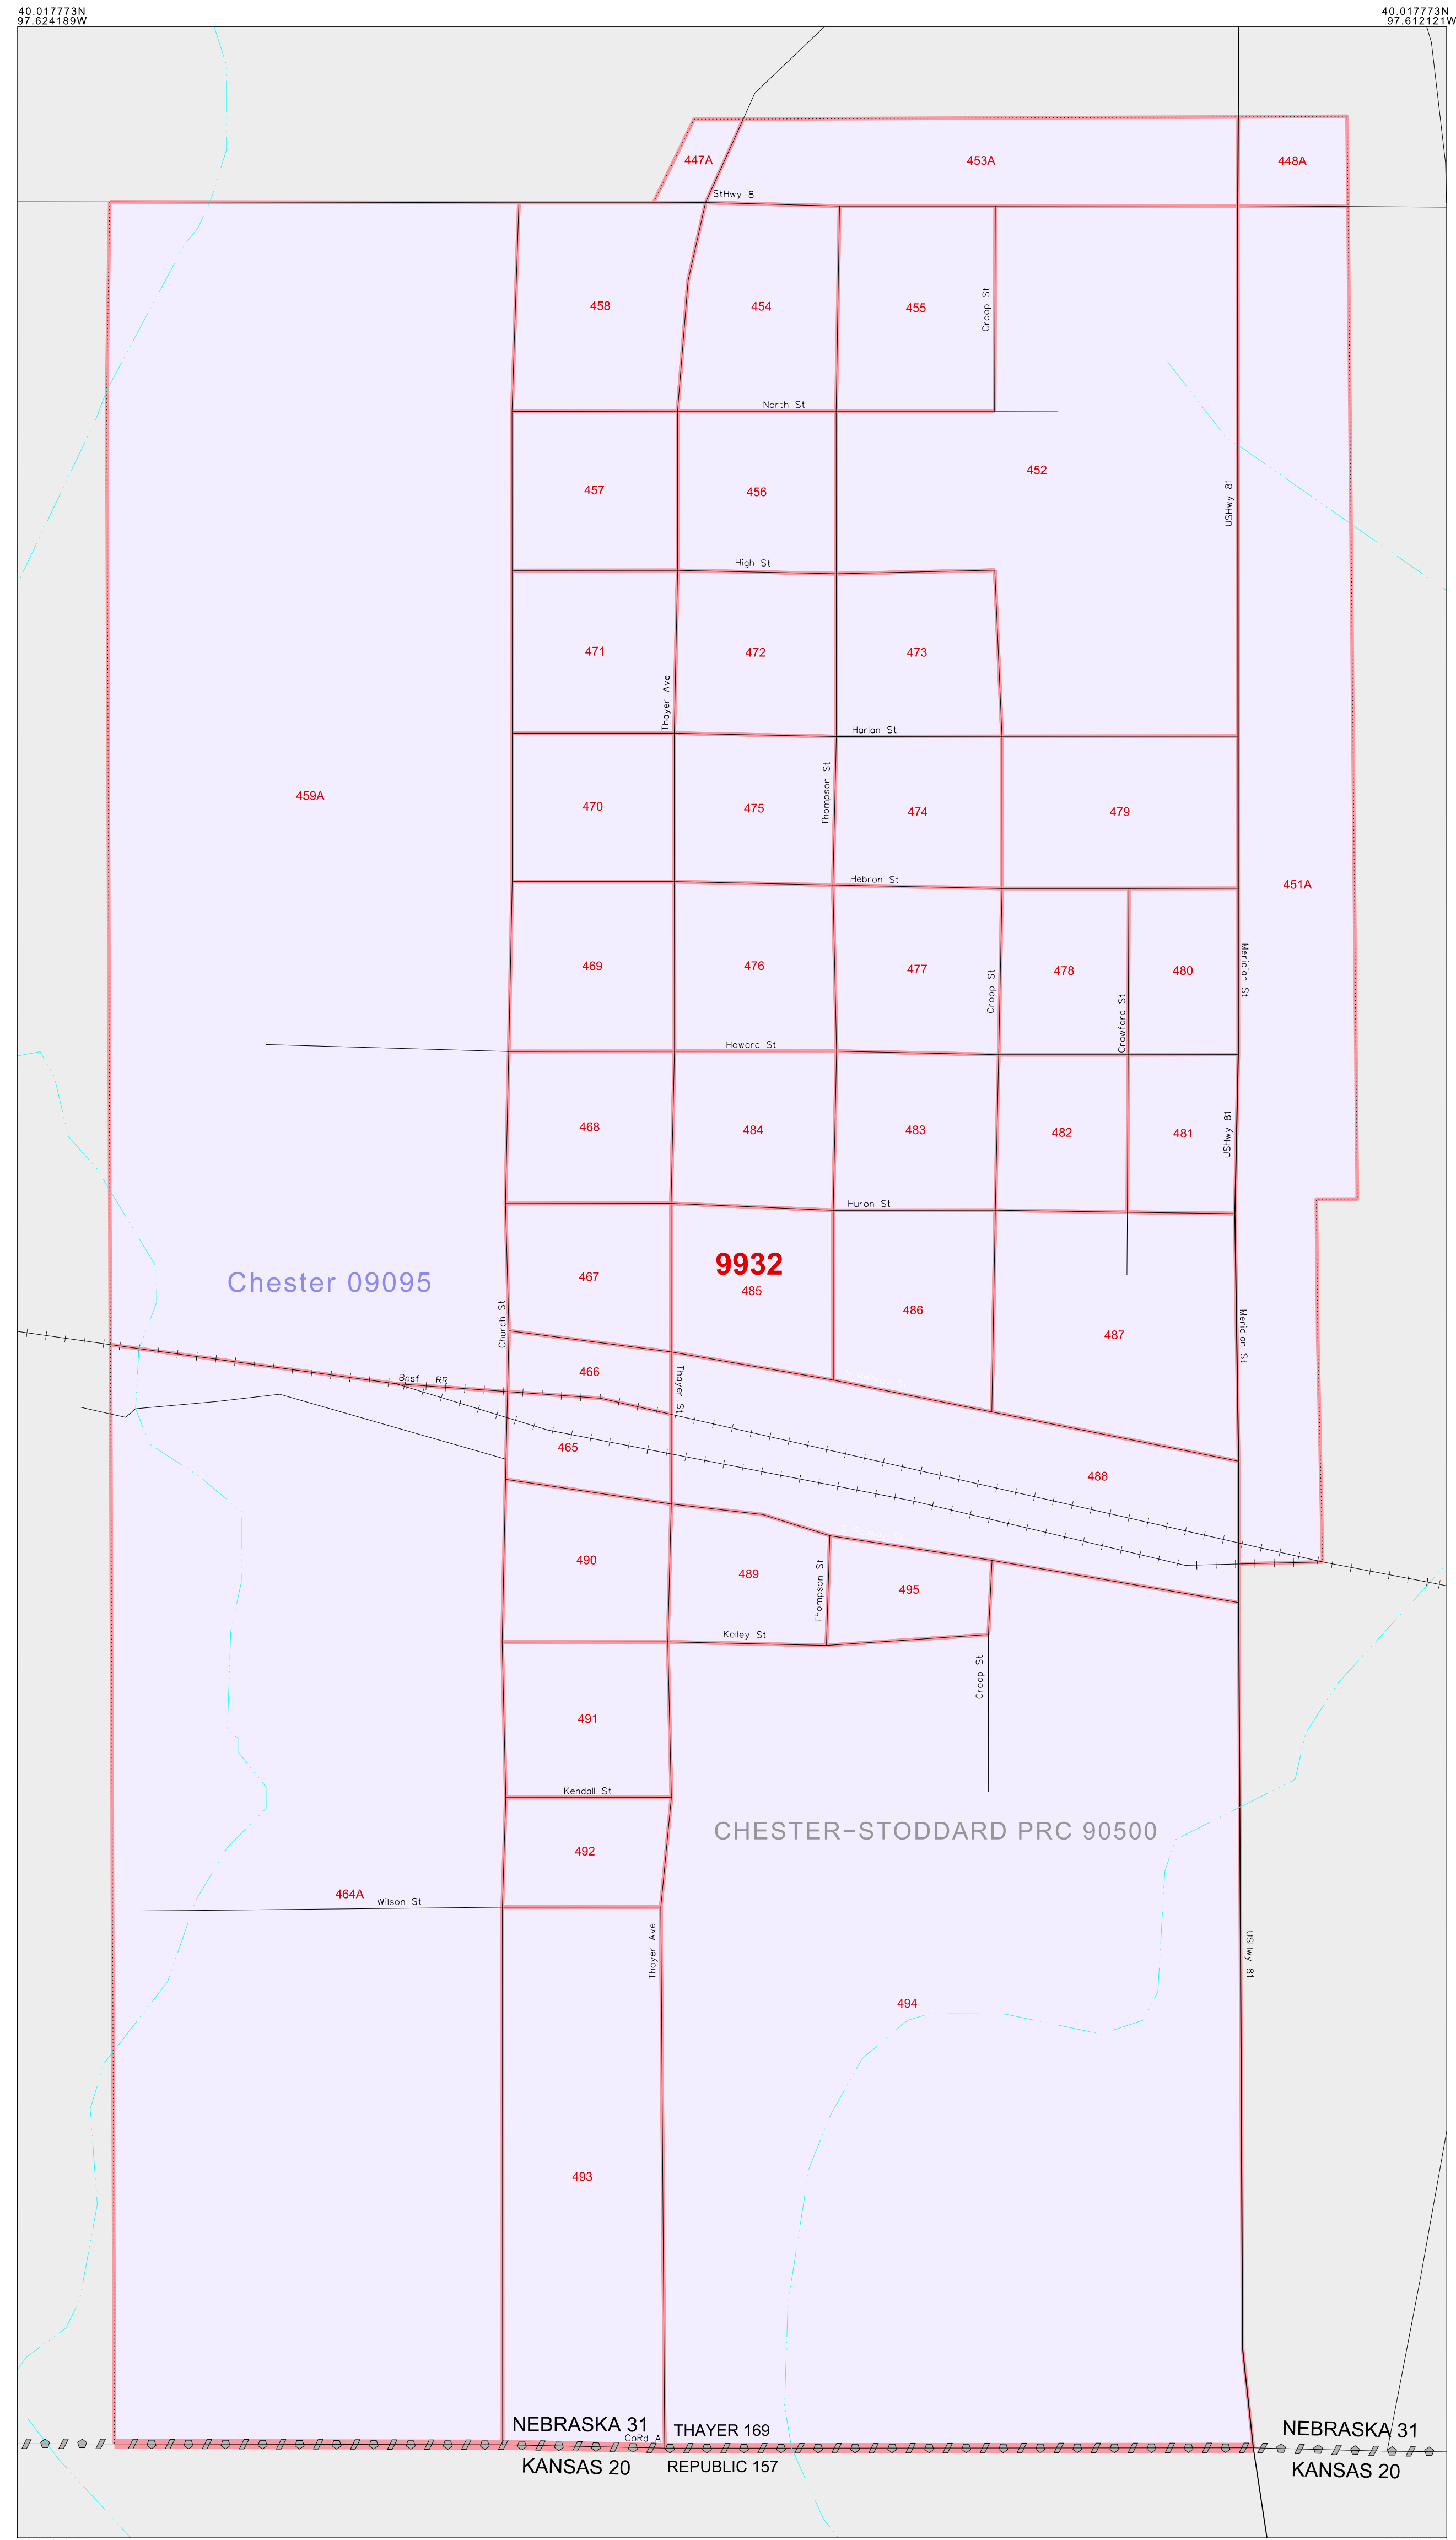 40.017773N
97.624189W
40.017773N
97.612121W
447A
453A
448A
StHwy 8
458
454
455
Croop St
North St
457
456
452
USHwy 81
High St
471
472
473
Thayer Ave
Harlan St
459A
470
475
Thompson St
474
479
Hebron St
451A
469
476
477
Croop St
478
Crawford St
480
Meridian St
Howard St
468
484
483
482
481
USHwy 81
Huron St
9932
Chester 09095
467
485
486
487
Church St
Meridian St
466
Thayer St
Bnsf RR
465
488
490
489
Thompson St
495
Kelley St
Croop St
491
Kendall St
CHESTER-STODDARD PRC 90500
492
464A
Wilson St
Thayer Ave
USHwy 81
494
493
NEBRASKA 31
THAYER 169
NEBRASKA 31
CoRd A
KANSAS 20
REPUBLIC 157
KANSAS 20